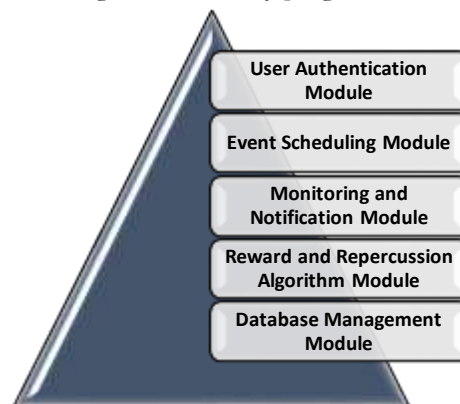 User Authentication
Module
Event Scheduling Module
Monitoring and
Notification Module
Reward and Repercussion
Algorithm Module
Database Management
Module